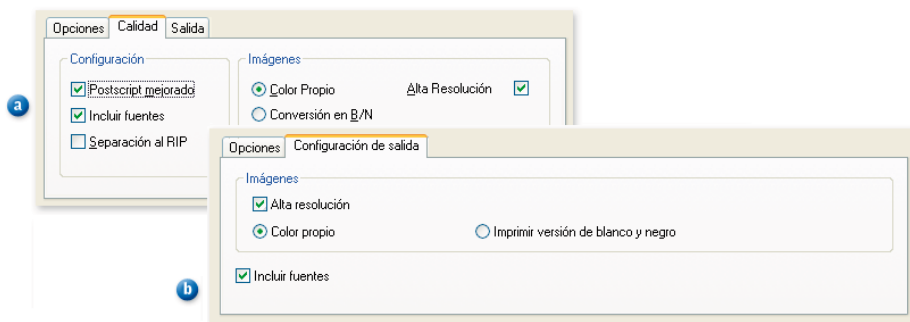 Opciones Calidad Salida
Configuración Imágenes
Postscript mejorado Color Propio Alta Resolución
a
Incluir fuentes Conversión en B/N
Separación al RIP
Opciones Configuración de salida
Imágenes
Alta resolución
Color propio Imprimir versión de blanco y negro
b
Incluir fuentes